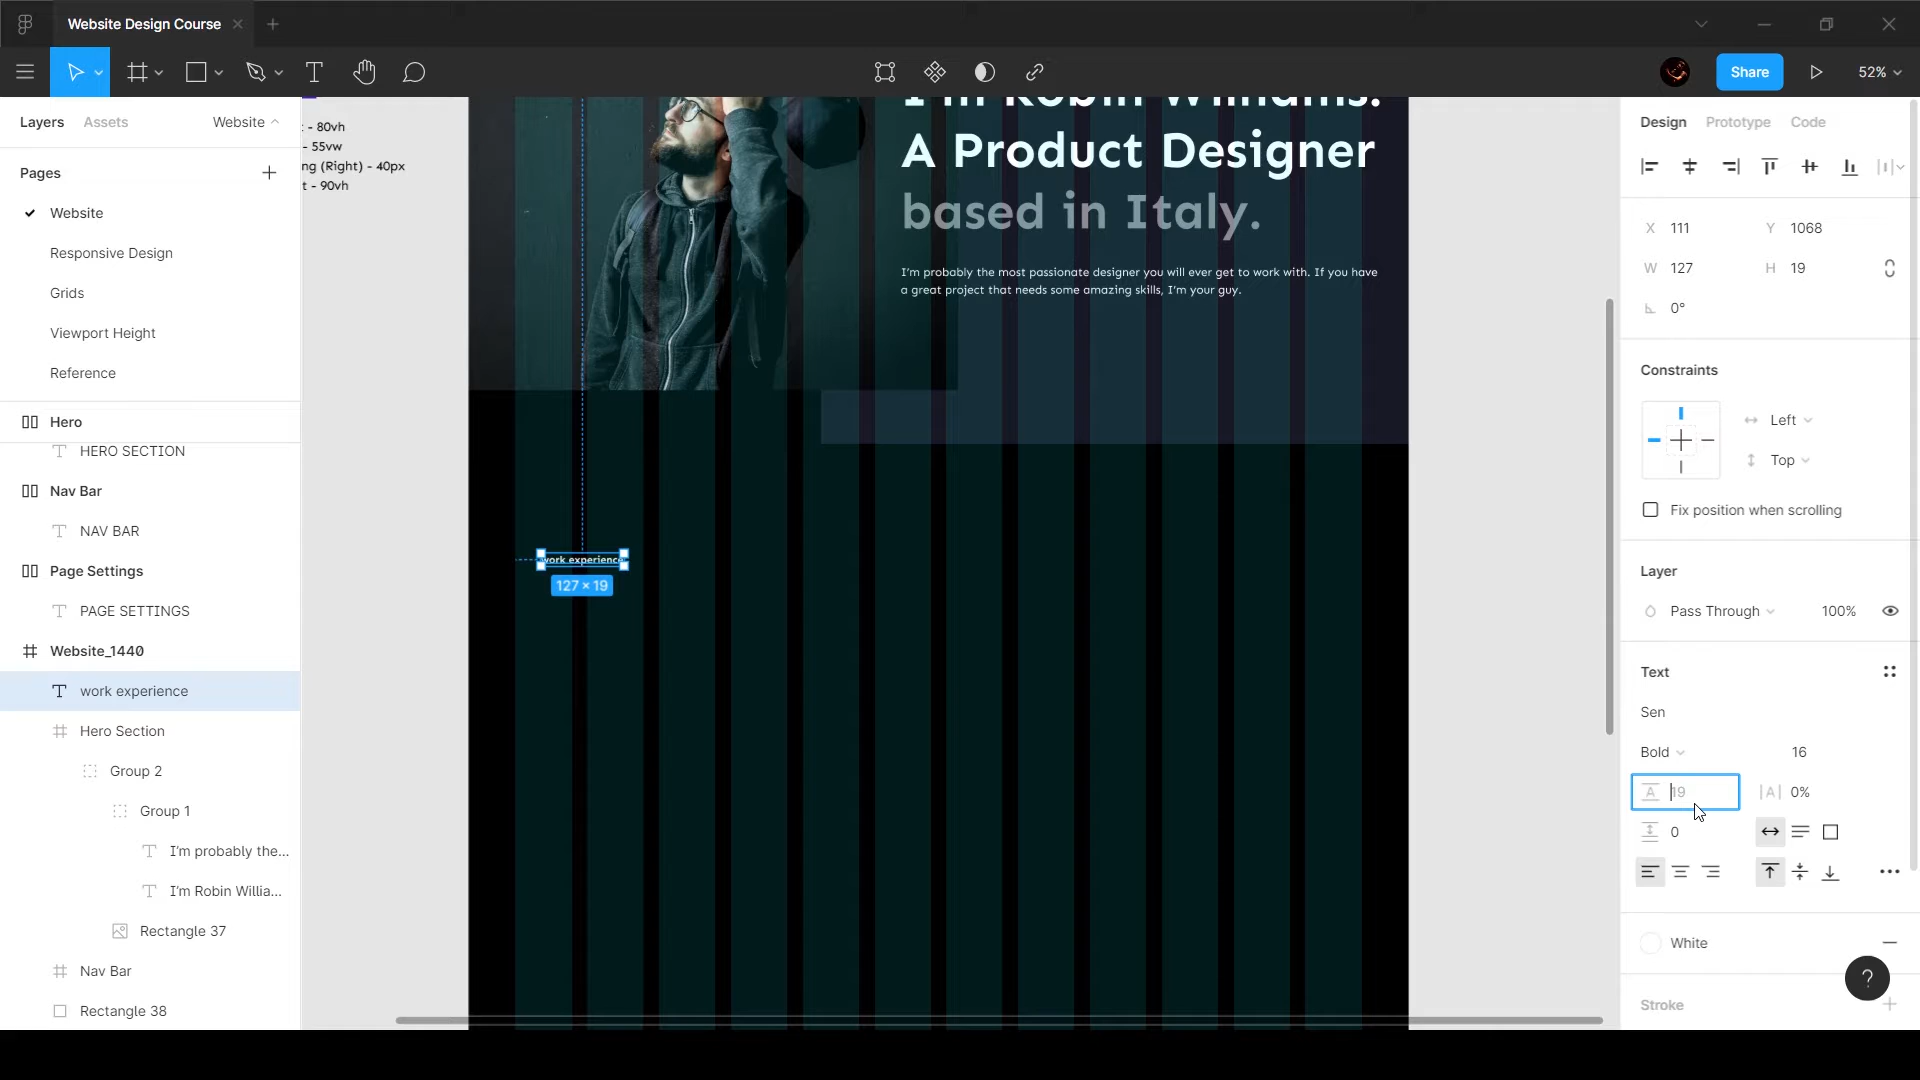 Website Design Course
Share
52%
Layers
Assets
Website
Pages
Website
Responsive Design
Grids
Viewport Height
Reference
Hero
HERO SECTION
Nav Bar
NAV BAR
Page Settings
PAGE SETTINGS
Website_1440
work experience
Hero Section
Group 2
Group 1
I'm probably the...
I'm Robin Willia...
Rectangle 37
Nav Bar
Rectangle 38
t - 80vh
- 55vw
ng (Right) - 40px
t - 90vh
I'm Robin Williams.
A Product Designer
based in Italy.
I'm probably the most passionate designer you will ever get to work with. If you have
a great project that needs some amazing skills, I'm your guy.
work experience
127 × 19
Design
Prototype
Code
X 111
Y 1068
W 127
H 19
0°
Constraints
Left
Top
Fix position when scrolling
Layer
Pass Through
100%
Text
Sen
Bold
16
A 19
|A| 0%
0
White
?
Stroke